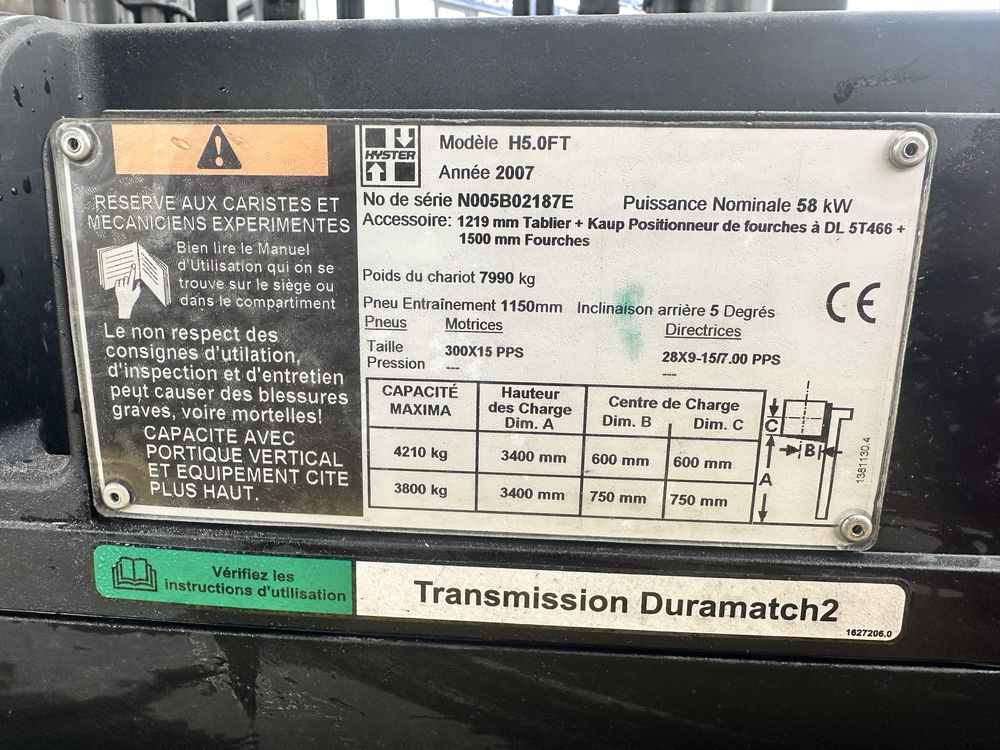 RESERVE AUX CARISTES ET
MECANICIENS EXPERIMENTES
Bien lire le Manuel
d'Utilisation qui on se
trouve sur le siège ou
dans le compartiment
Le non respect des
consignes d'utilation,
d'inspection et d'entretien
peut causer des blessures
graves, voire mortelles!
CAPACITE AVEC
PORTIQUE VERTICAL
ET EQUIPEMENT CITE
PLUS HAUT.
HYSTER
Modèle H5.0FT
Année 2007
No de série N005B02187E Puissance Nominale 58 kW
Accessoire: 1219 mm Tablier + Kaup Positionneur de fourches à DL 5T466 +
1500 mm Fourches
Poids du chariot 7990 kg
Pneu Entraînement 1150mm Inclinaison arrière 5 Degrés
Pneus Motrices Directrices
Taille 300X15 PPS 28X9-15/7.00 PPS
Pression --- ---
CAPACITÉ MAXIMA Hauteur des Charge Dim. A Centre de Charge Dim. B Dim. C
4210 kg 3400 mm 600 mm 600 mm
3800 kg 3400 mm 750 mm 750 mm
C
B
A
1381130.4
CE
Vérifiez les
instructions d'utilisation
Transmission Duramatch2
1627206.0